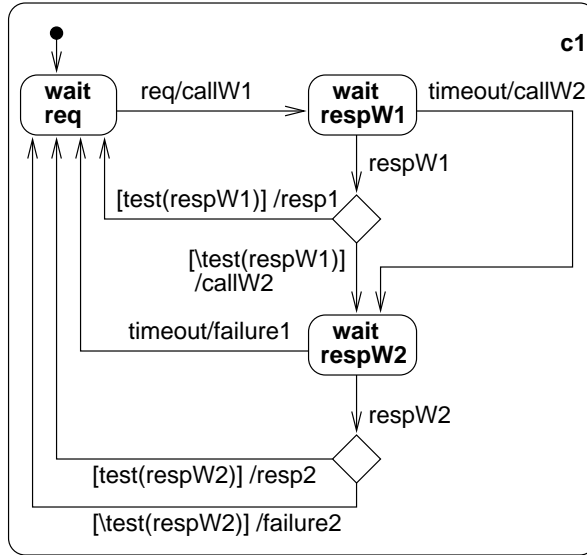 c1
wait
req
req/callW1
wait
respW1
timeout/callW2
respW1
[test(respW1)] /resp1
[\test(respW1)]
/callW2
wait
respW2
timeout/failure1
respW2
[test(respW2)] /resp2
[\test(respW2)] /failure2